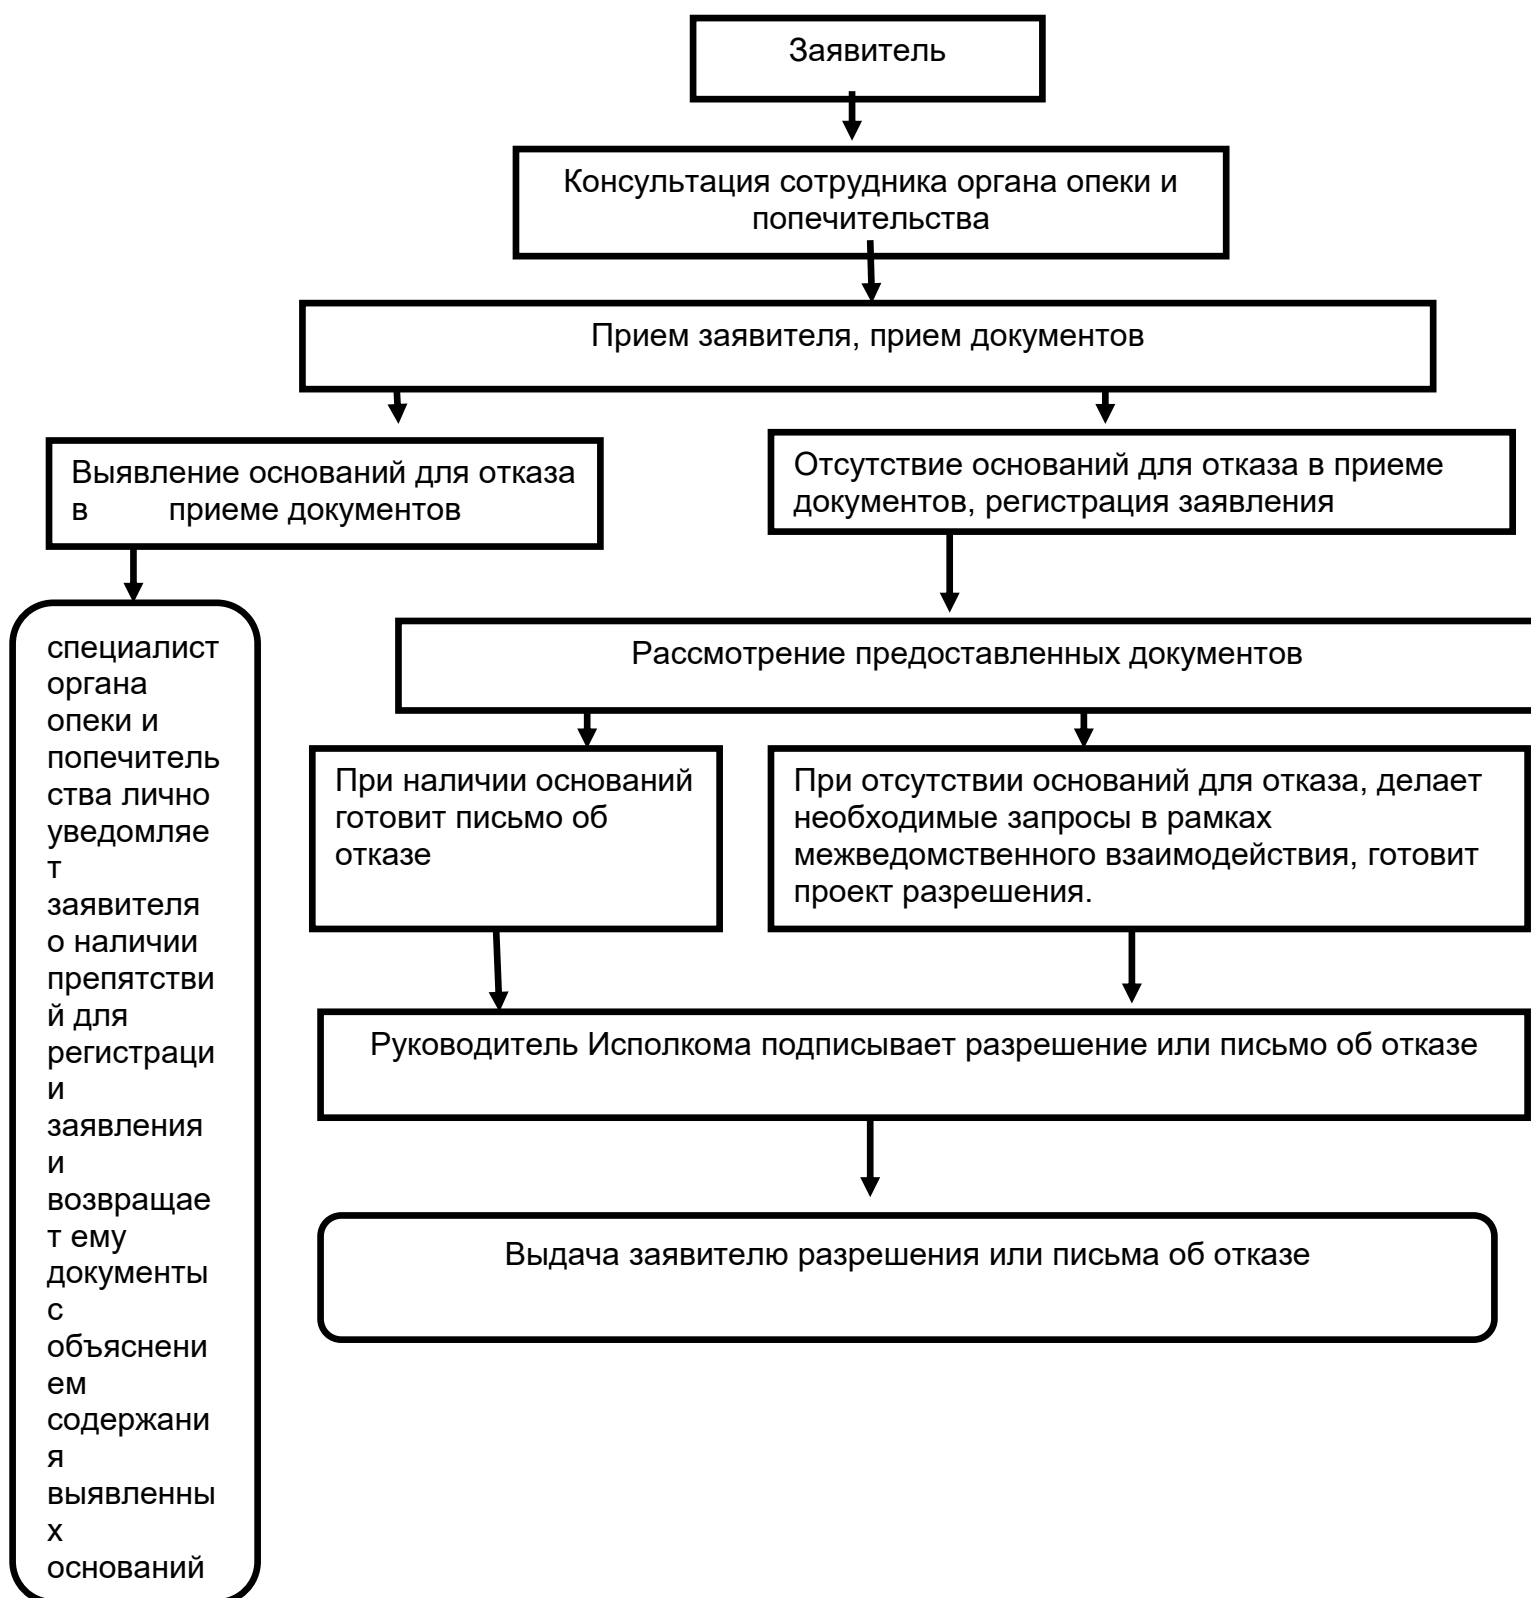 Заявитель
Консультация сотрудника органа опеки и
попечительства
Прием заявителя, прием документов
Выявление оснований для отказа
в приеме документов
Отсутствие оснований для отказа в приеме
документов, регистрация заявления
специалист
органа
опеки и
попечитель
ства лично
уведомляе
т
заявителя
о наличии
препятстви
й для
регистраци
и
заявления
и
возвращае
т ему
документы
с
объяснени
ем
содержани
я
выявленны
х
оснований
Рассмотрение предоставленных документов
При наличии оснований
готовит письмо об
отказе
При отсутствии оснований для отказа, делает
необходимые запросы в рамках
межведомственного взаимодействия, готовит
проект разрешения.
Руководитель Исполкома подписывает разрешение или письмо об отказе
Выдача заявителю разрешения или письма об отказе